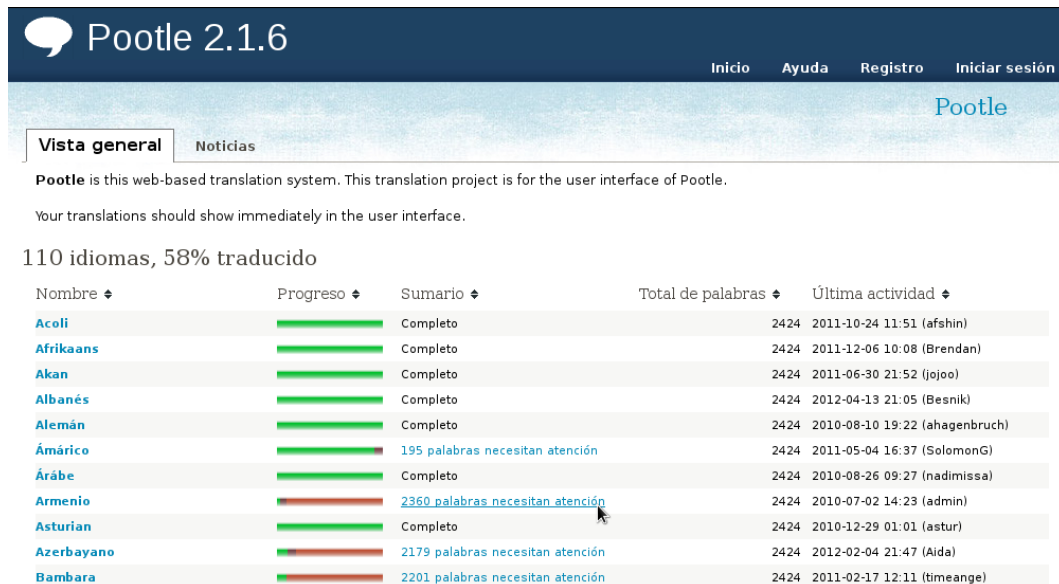 Pootle 2.1.6
Inicio Ayuda Registro Iniciar sesión
Pootle
Vista general Noticias
Pootle is this web-based translation system. This translation project is for the user interface of Pootle.
Your translations should show immediately in the user interface.
110 idiomas, 58% traducido
Nombre Progreso Sumario Total de palabras Última actividad
Acoli Completo 2424 2011-10-24 11:51 (afshin)
Afrikaans Completo 2424 2011-12-06 10:08 (Brendan)
Akan Completo 2424 2011-06-30 21:52 (jojoo)
Albanés Completo 2424 2012-04-13 21:05 (Besnik)
Alemán Completo 2424 2010-08-10 19:22 (ahagenbruch)
Ámárico 195 palabras necesitan atención 2424 2011-05-04 16:37 (SolomonG)
Árábe Completo 2424 2010-08-26 09:27 (nadimissa)
Armenio 2360 palabras necesitan atención 2424 2010-07-02 14:23 (admin)
Asturian Completo 2424 2010-12-29 01:01 (astur)
Azerbayano 2179 palabras necesitan atención 2424 2012-02-04 21:47 (Aida)
Bambara 2201 palabras necesitan atención 2424 2011-02-17 12:11 (timeange)